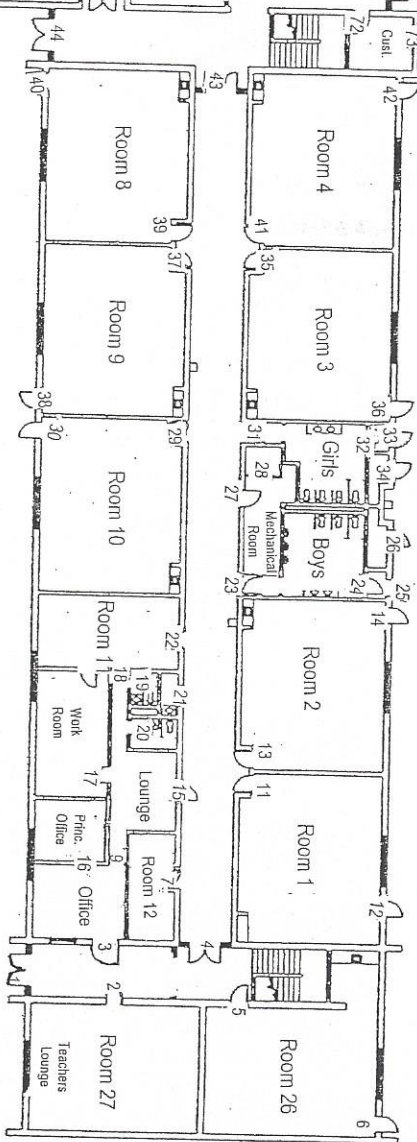 44
72
73
Cust.
43
40
42
Room 8
Room 4
39
41
37
35
Room 9
Room 3
38
36
30
29
31
32
33
34
Girls
28
27
26
Mechanical
Room
Boys
25
24
23
14
Room 10
Room 2
22
Room 11
18
19
21
20
13
Work
Room
17
Lounge
15
11
Room 1
12
Princ.
Office
16
Office
9
Room 12
7
3
4
1
2
5
6
Room 27
Teachers
Lounge
Room 26